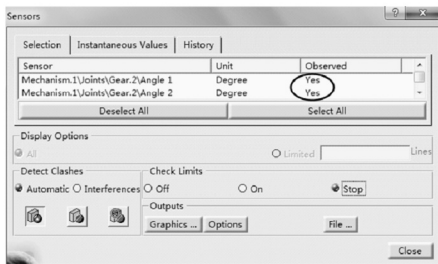 Sensors
Selection Instantaneous Values History
Sensor Unit Observed
Mechanism.1\Joints\Gear.2\Angle 1 Degree Yes
Mechanism.1\Joints\Gear.2\Angle 2 Degree Yes
Deselect All Select All
Display Options
All Limited Lines
Detect Clashes Check Limits
Automatic Interferences Off On Stop
Outputs
Graphics ... Options File ...
Close